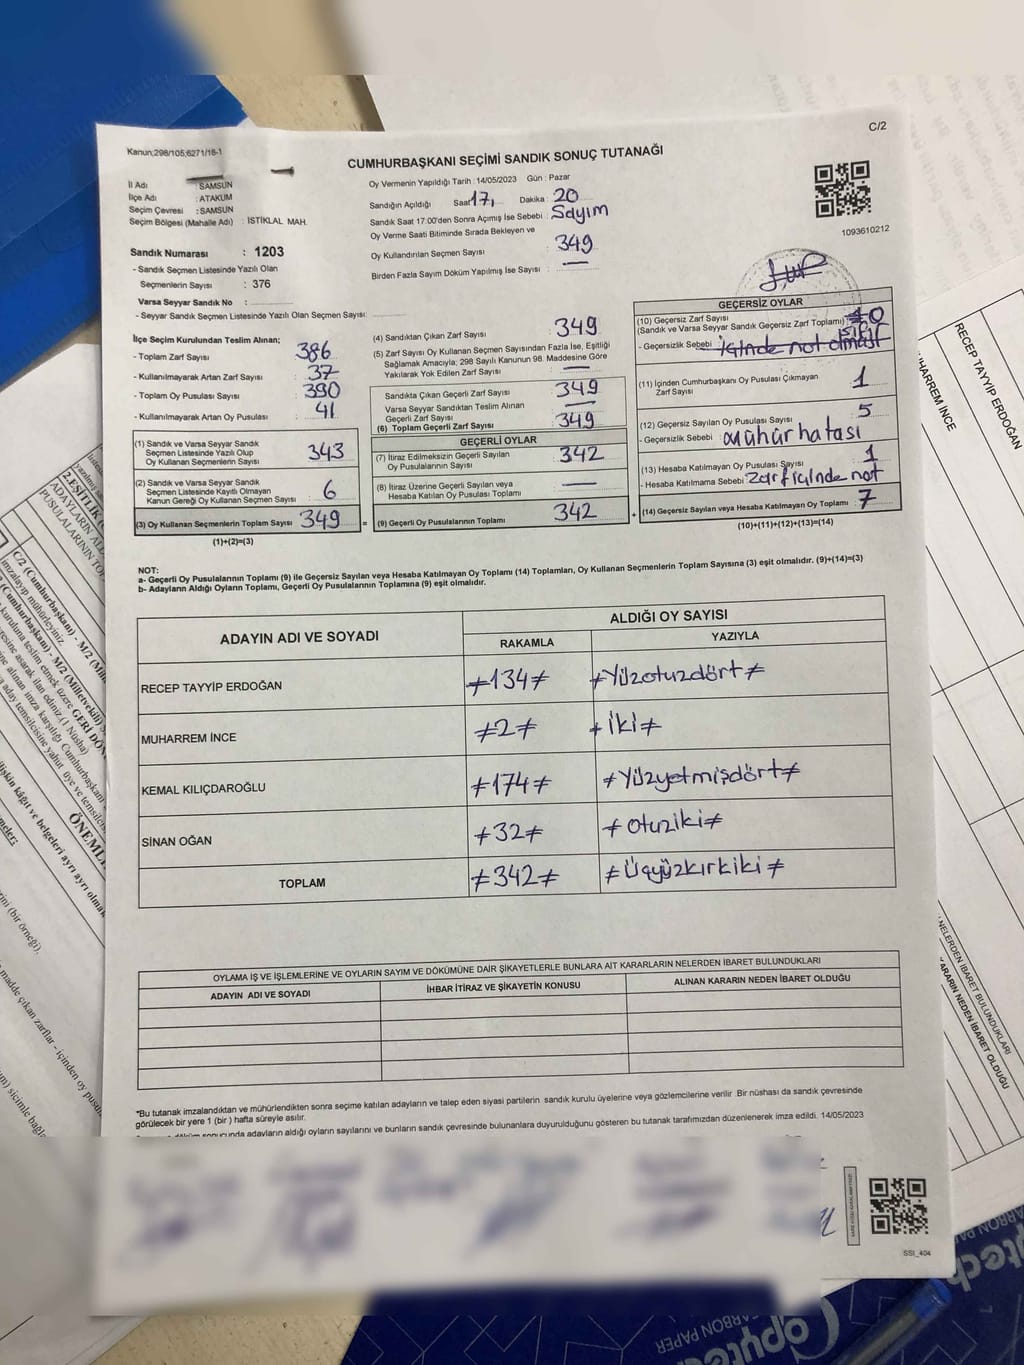 C/2
Kanun;298/105;6271/18-1
CUMHURBAŞKANI SEÇİMİ SANDIK SONUÇ TUTANAĞI
İl Adı : SAMSUN
İlçe Adı : ATAKUM
Seçim Çevresi : SAMSUN
Seçim Bölgesi (Mahalle Adı) : İSTİKLAL MAH.
Oy Vermenin Yapıldığı Tarih : 14/05/2023 Gün : Pazar
Sandığın Açıldığı Saat 17, Dakika : 20
Sandık Saat 17.00'den Sonra Açımış İse Sebebi : Sayım
Oy Verme Saati Bitiminde Sırada Bekleyen ve
Oy Kullandırılan Seçmen Sayısı : 349
Birden Fazla Sayım Döküm Yapılmış İse Sayısı : —
1093610212
Sandık Numarası : 1203
- Sandık Seçmen Listesinde Yazılı Olan
Seçmenlerin Sayısı : 376
Varsa Seyyar Sandık No :
- Seyyar Sandık Seçmen Listesinde Yazılı Olan Seçmen Sayısı:
İlçe Seçim Kurulundan Teslim Alınan;
- Toplam Zarf Sayısı : 386
- Kullanılmayarak Artan Zarf Sayısı : 37
- Toplam Oy Pusulası Sayısı : 390
- Kullanılmayarak Artan Oy Pusulası : 41
(1) Sandık ve Varsa Seyyar Sandık
Seçmen Listesinde Yazılı Olup
Oy Kullanan Seçmenlerin Sayısı : 343
(2) Sandık ve Varsa Seyyar Sandık
Seçmen Listesinde Kayıtlı Olmayan
Kanun Gereği Oy Kullanan Seçmen Sayısı : 6
(3) Oy Kullanan Seçmenlerin Toplam Sayısı : 349 =
(1)+(2)=(3)
(4) Sandıktan Çıkan Zarf Sayısı : 349
(5) Zarf Sayısı Oy Kullanan Seçmen Sayısından Fazla İse, Eşitliği
Sağlamak Amacıyla; 298 Sayılı Kanunun 98. Maddesine Göre
Yakılarak Yok Edilen Zarf Sayısı : —
Sandıkta Çıkan Geçerli Zarf Sayısı : 349
Varsa Seyyar Sandıktan Teslim Alınan
Geçerli Zarf Sayısı : —
(6) Toplam Geçerli Zarf Sayısı : 349
GEÇERLİ OYLAR
(7) İtiraz Edilmeksizin Geçerli Sayılan
Oy Pusulalarının Sayısı : 342
(8) İtiraz Üzerine Geçerli Sayılan veya
Hesaba Katılan Oy Pusulası Toplamı : —
(9) Geçerli Oy Pusulalarının Toplamı : 342 +
GEÇERSİZ OYLAR
(10) Geçersiz Zarf Sayısı
(Sandık ve Varsa Seyyar Sandık Geçersiz Zarf Toplamı) : 0
sıfır
- Geçersizlik Sebebi : içinde not olması
(11) İçinden Cumhurbaşkanı Oy Pusulası Çıkmayan
Zarf Sayısı : 1
(12) Geçersiz Sayılan Oy Pusulası Sayısı : 5
- Geçersizlik Sebebi : mühür hatası
(13) Hesaba Katılmayan Oy Pusulası Sayısı : 1
- Hesaba Katılmama Sebebi : zarf içinde not
(14) Geçersiz Sayılan veya Hesaba Katılmayan Oy Toplamı : 7
(10)+(11)+(12)+(13)=(14)
NOT:
a- Geçerli Oy Pusulalarının Toplamı (9) ile Geçersiz Sayılan veya Hesaba Katılmayan Oy Toplamı (14) Toplamları, Oy Kullanan Seçmenlerin Toplam Sayısına (3) eşit olmalıdır. (9)+(14)=(3)
b- Adayların Aldığı Oyların Toplamı, Geçerli Oy Pusulalarının Toplamına (9) eşit olmalıdır.
ADAYIN ADI VE SOYADI ALDIĞI OY SAYISI
RAKAMLA YAZIYLA
RECEP TAYYİP ERDOĞAN ≠134≠ ≠Yüzotuzdört≠
MUHARREM İNCE ≠2≠ ≠iki≠
KEMAL KILIÇDAROĞLU ≠174≠ ≠Yüzyetmişdört≠
SİNAN OĞAN ≠32≠ ≠otuziki≠
TOPLAM ≠342≠ ≠Üçyüzkırkiki≠
OYLAMA İŞ VE İŞLEMLERİNE VE OYLARIN SAYIM VE DÖKÜMÜNE DAİR ŞİKAYETLERLE BUNLARA AİT KARARLARIN NELERDEN İBARET BULUNDUKLARI
ADAYIN ADI VE SOYADI İHBAR İTİRAZ VE ŞİKAYETİN KONUSU ALINAN KARARIN NEDEN İBARET OLDUĞU
*Bu tutanak imzalandıktan ve mühürlendikten sonra seçime katılan adayların ve talep eden siyasi partilerin sandık kurulu üyelerine veya gözlemcilerine verilir. Bir nüshası da sandık çevresinde
görülecek bir yere 1 (bir ) hafta süreyle asılır.
adayların aldığı oyların sayılarını ve bunların sandık çevresinde bulunanlara duyurulduğunu gösteren bu tutanak tarafımızdan düzenlenerek imza edildi. 14/05/2023
SSI_404
RECEP TAYYİP ERDOĞAN
MUHARREM İNCE
NELERDEN İBARET BULUNDUKLARI
KARARIN NEDEN İBARET OLDUĞU
ÖNEMLİ
Copytech
CARBON PAPER